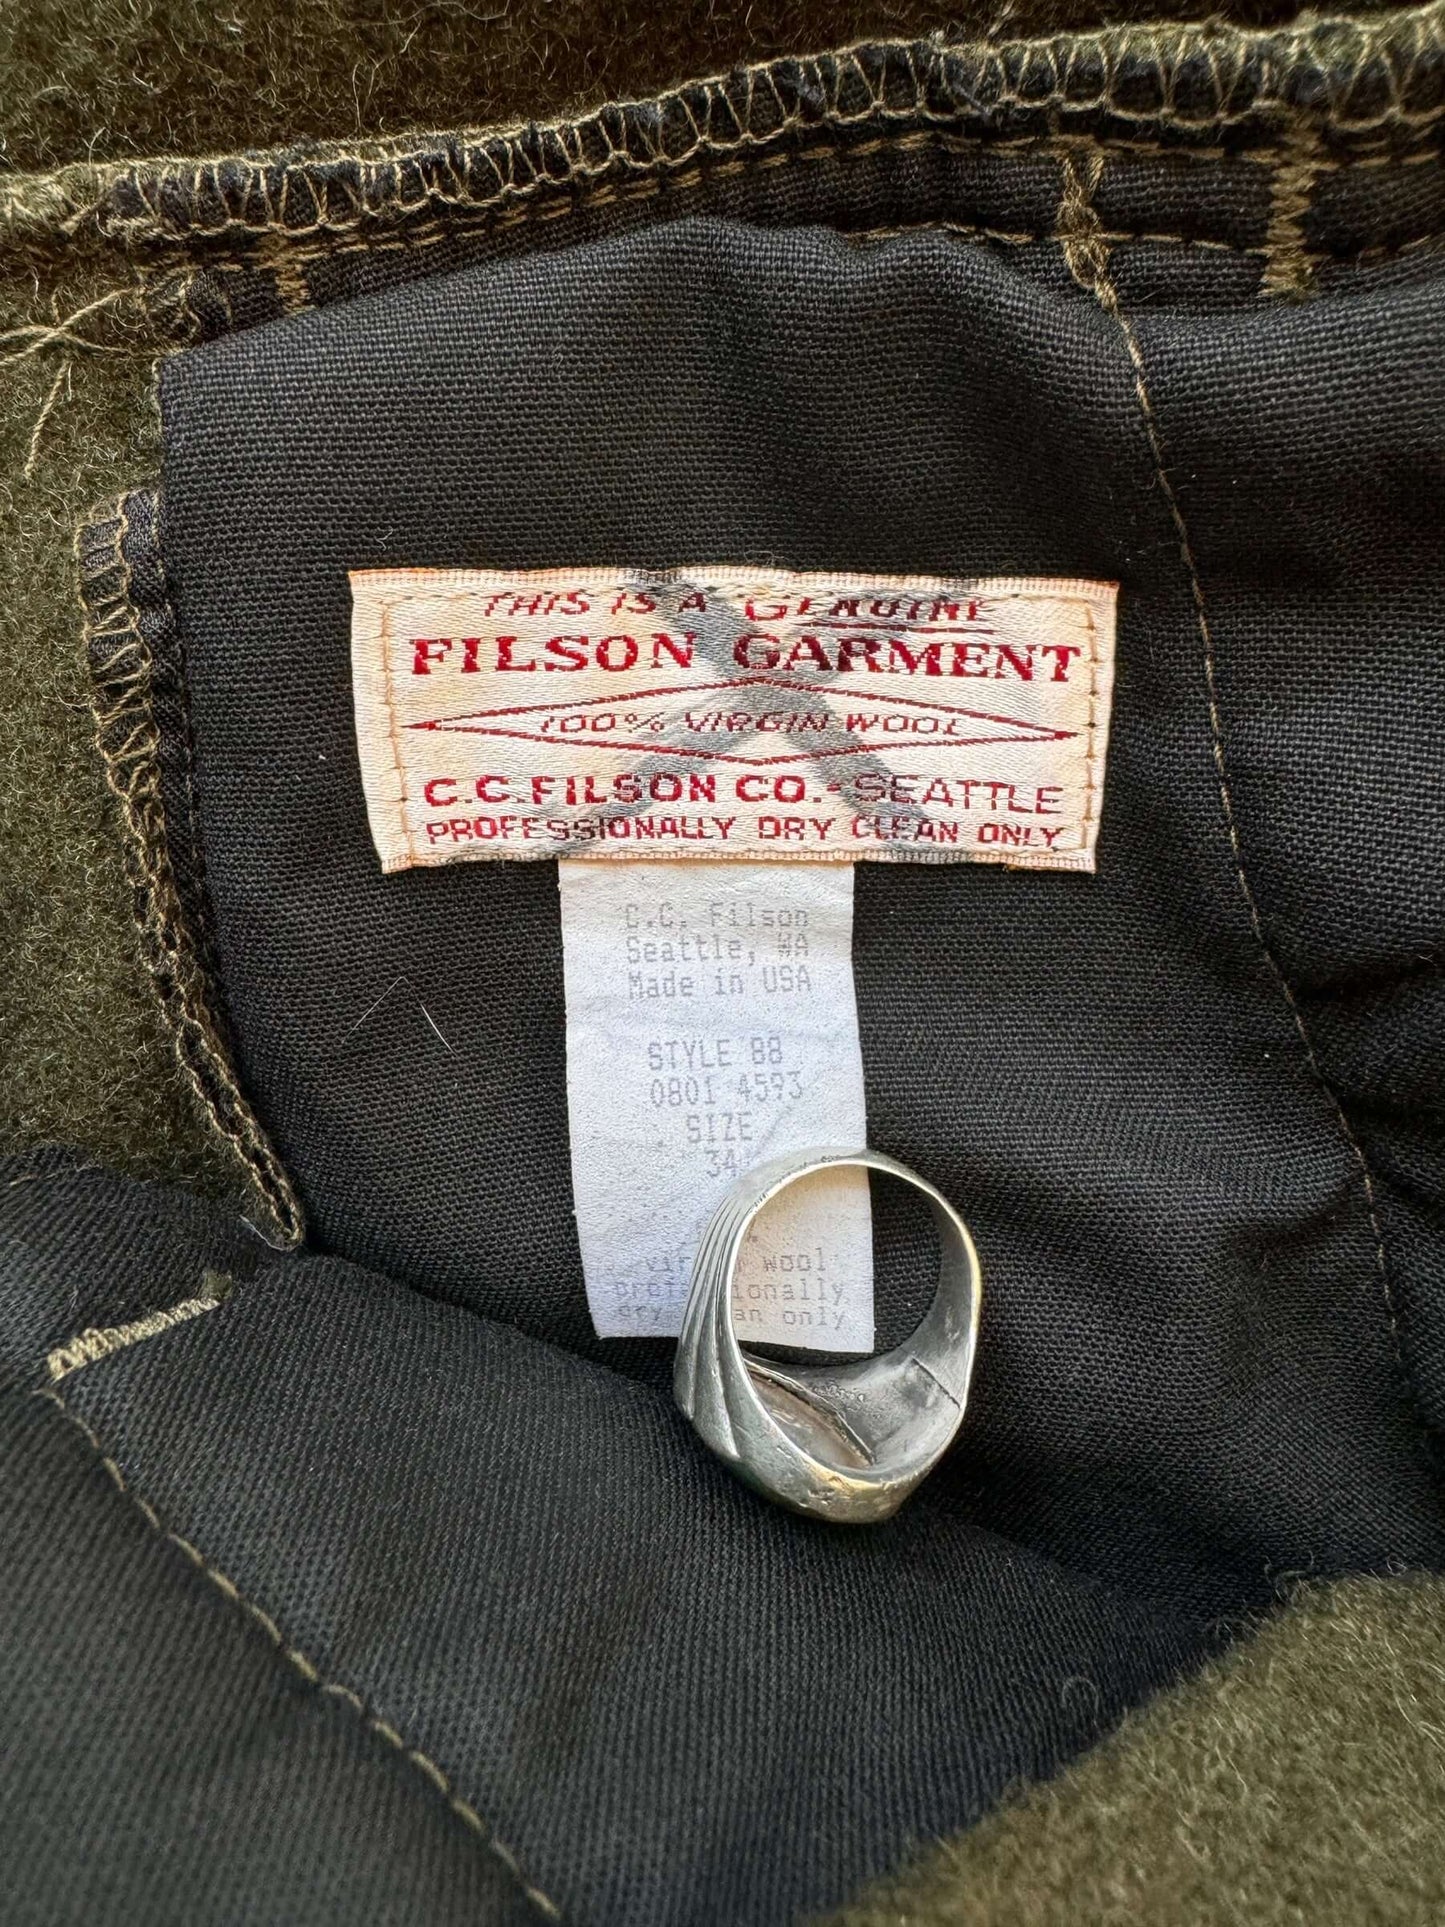 THIS IS A GENUINE
FILSON GARMENT
100% VIRGIN WOOL
C.C. FILSON CO. - SEATTLE
PROFESSIONALLY DRY CLEAN ONLY
C.C. Filson
Seattle, WA
Made in USA
STYLE 88
0801 4593
SIZE
34
wool
only